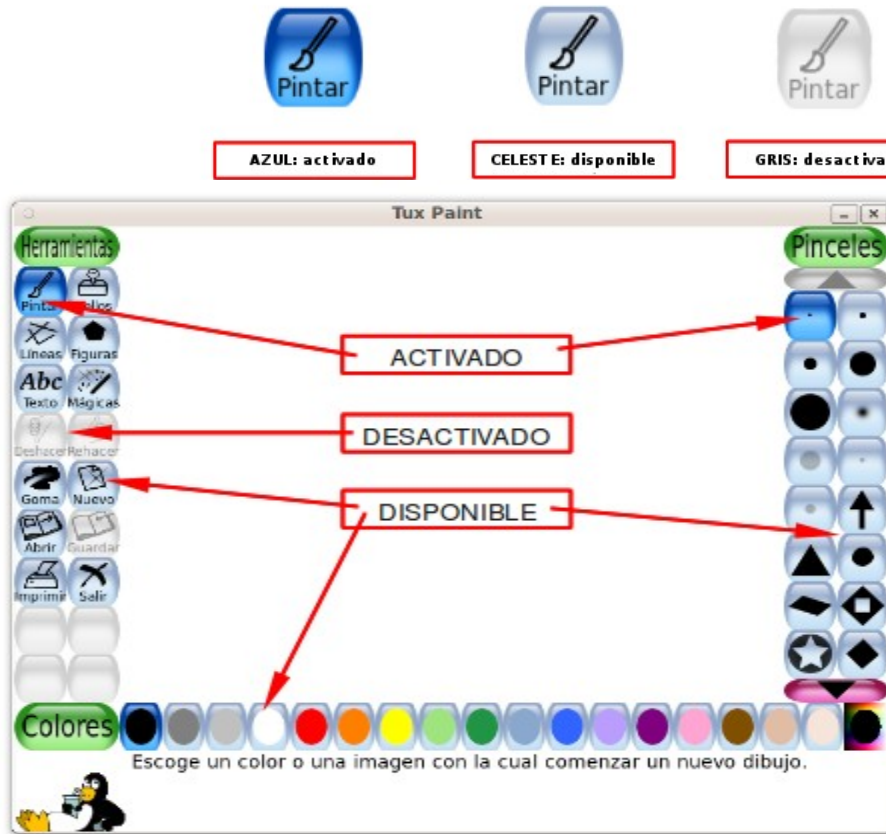 Pintar
Pintar
Pintar
AZUL: activado
CELESTE: disponible
GRIS: desactiva
Tux Paint
Herramientas
Pinceles
Pintar
Líneas Figuras
ACTIVADO
Abc
Texto Mágicas
DESACTIVADO
Deshacer Rehacer
Goma Nuevo
DISPONIBLE
Abrir Guardar
Imprimir Salir
Colores
Escoge un color o una imagen con la cual comenzar un nuevo dibujo.